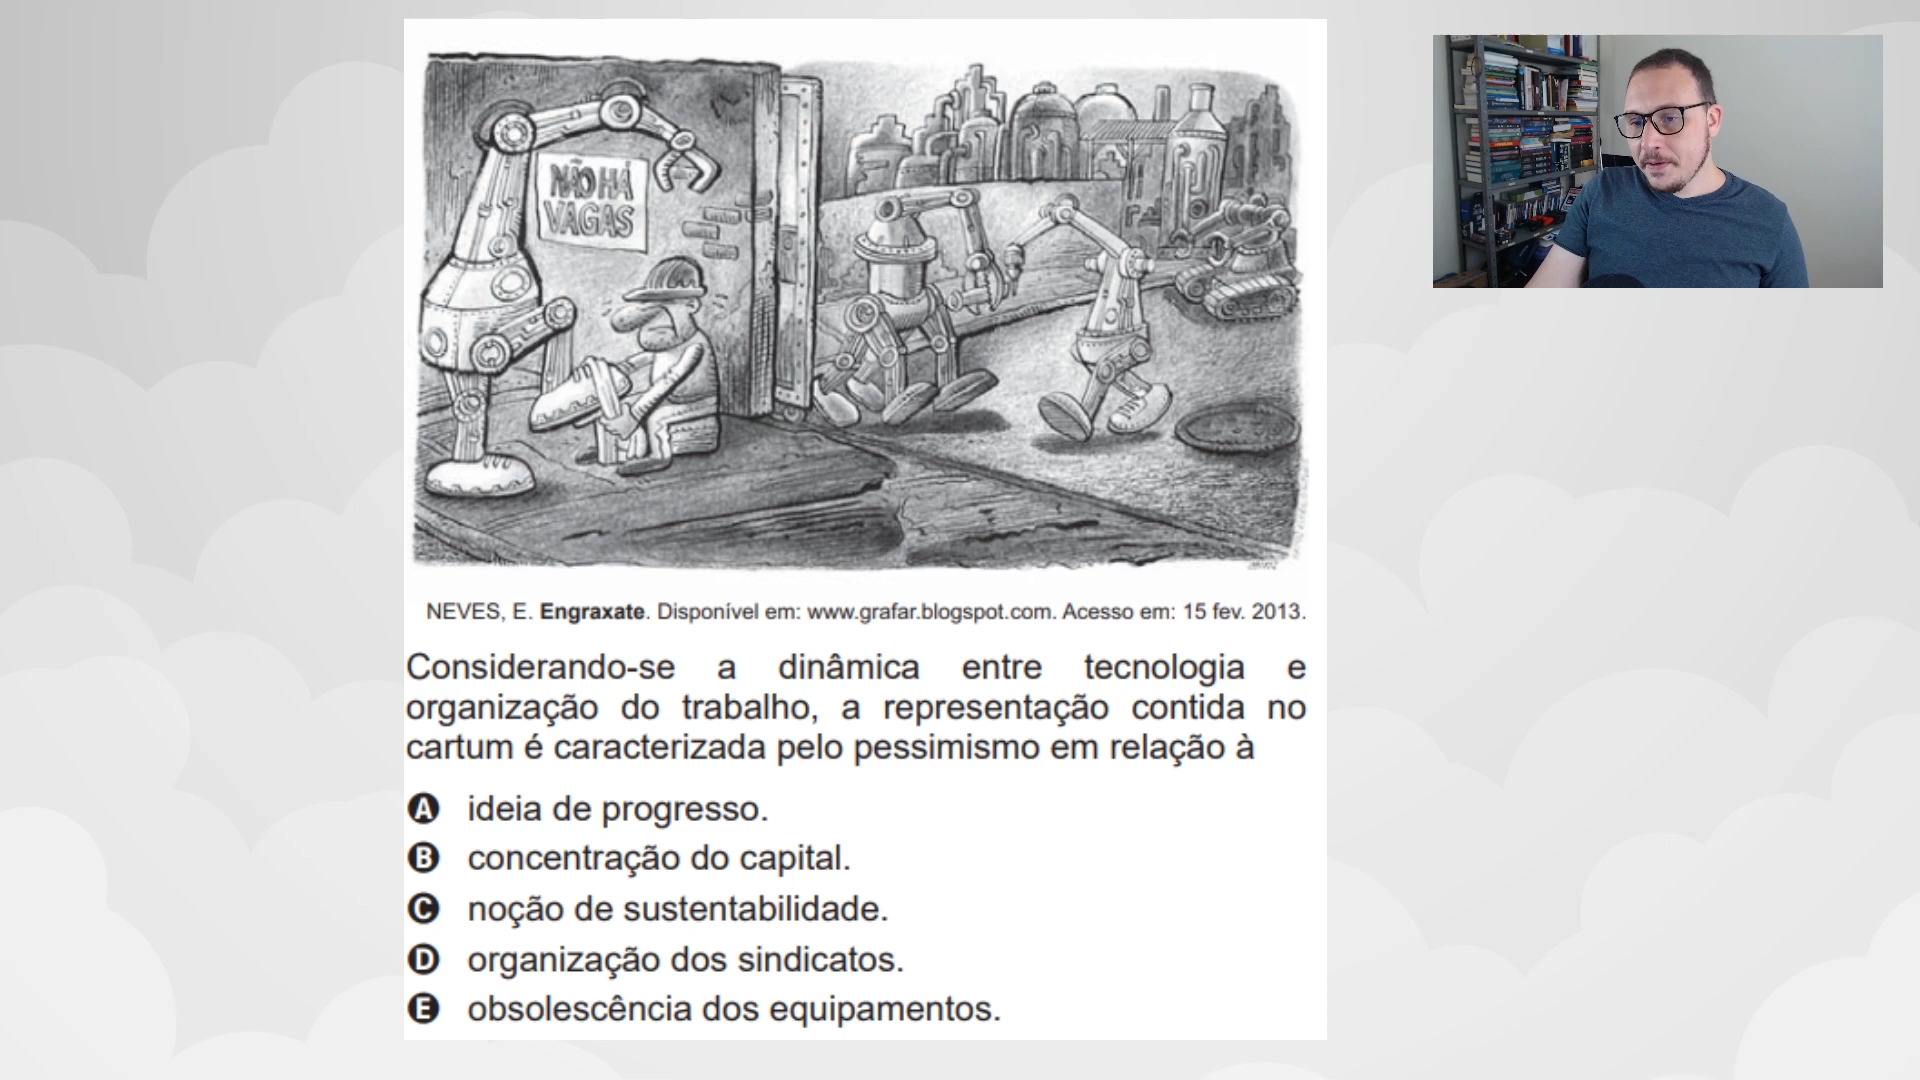 NÃO HÁ
VAGAS
NEVES, E. Engraxate. Disponível em: www.grafar.blogspot.com. Acesso em: 15 fev. 2013.
Considerando-se a dinâmica entre tecnologia e
organização do trabalho, a representação contida no
cartum é caracterizada pelo pessimismo em relação à
A ideia de progresso.
B concentração do capital.
C noção de sustentabilidade.
D organização dos sindicatos.
E obsolescência dos equipamentos.